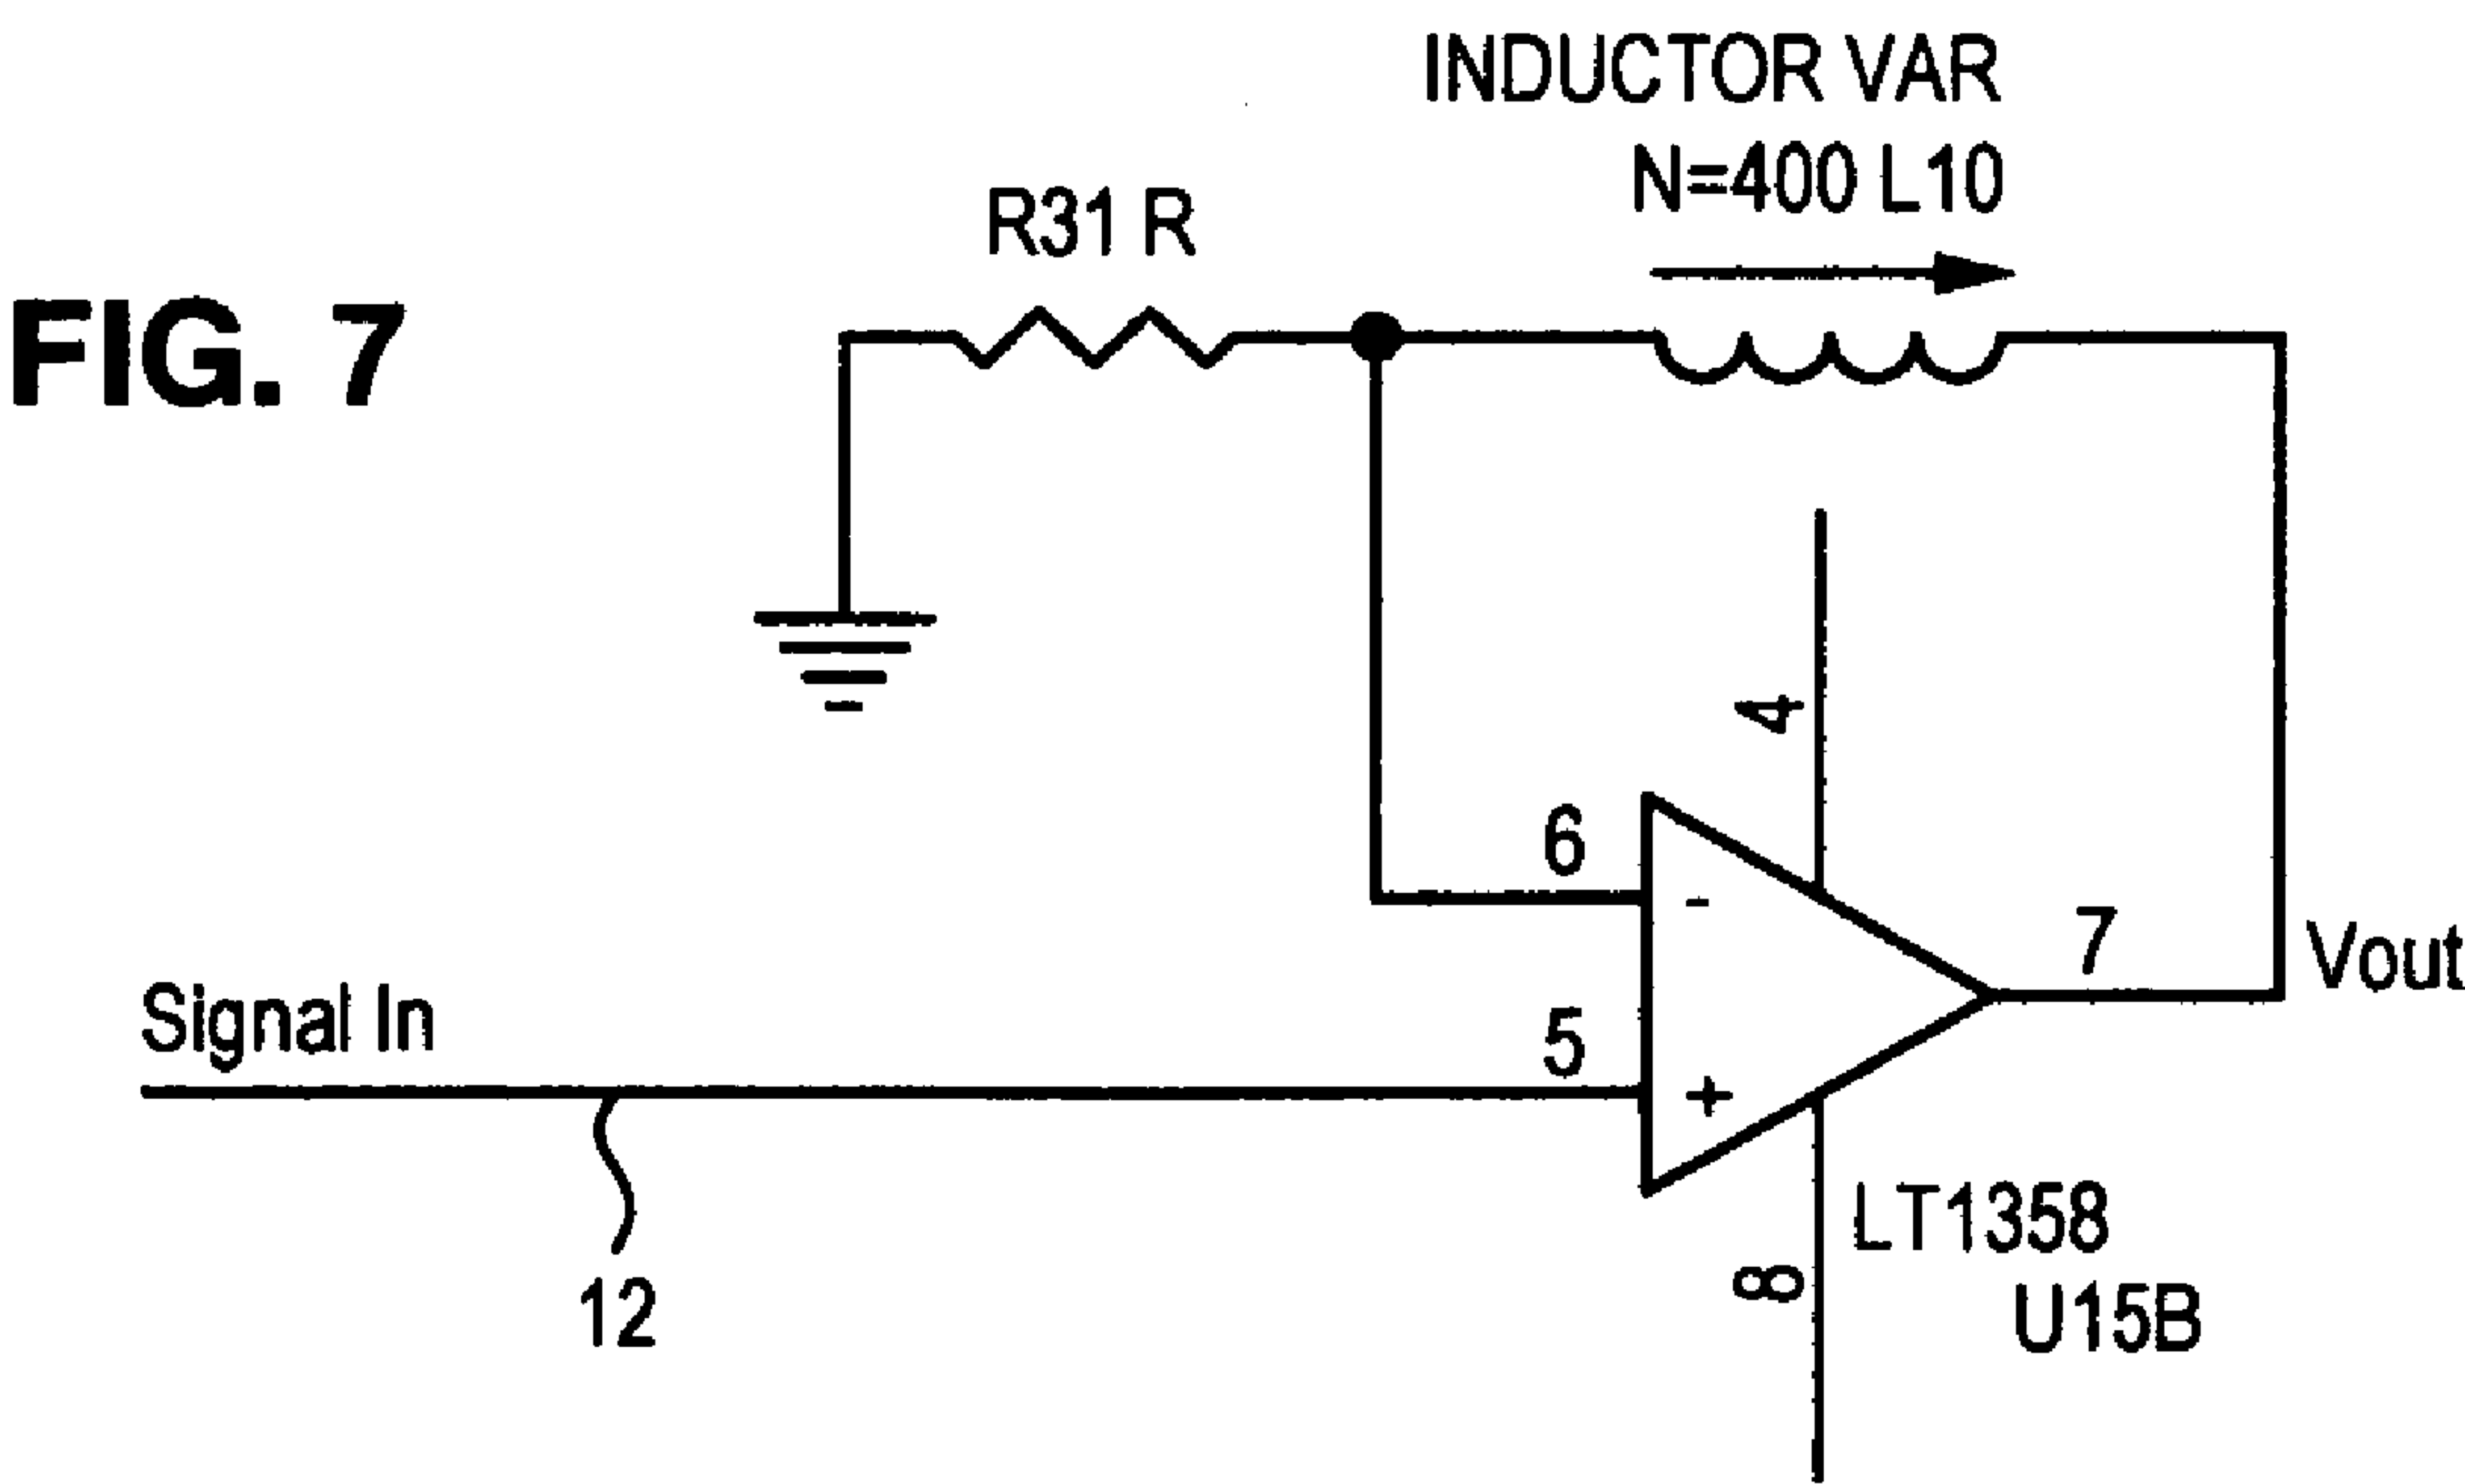 INDUCTOR VAR
N=400 L10
R31 R
FIG. 7
4
6
-
7
Vout
Signal In
5
+
LT1358
8
U15B
12